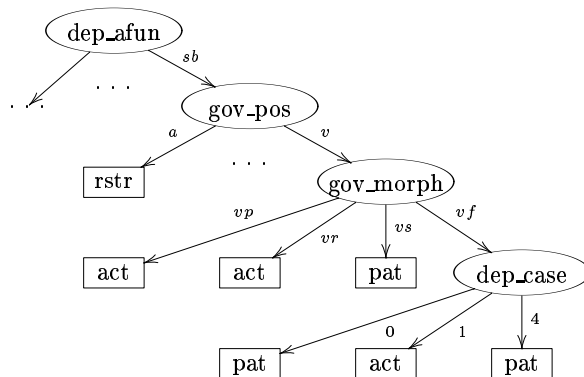 dep_afun
sb
. . .
. . .
gov_pos
a
v
. . .
rstr
gov_morph
vp
vr
vs
vf
act
act
pat
dep_case
0
1
4
pat
act
pat